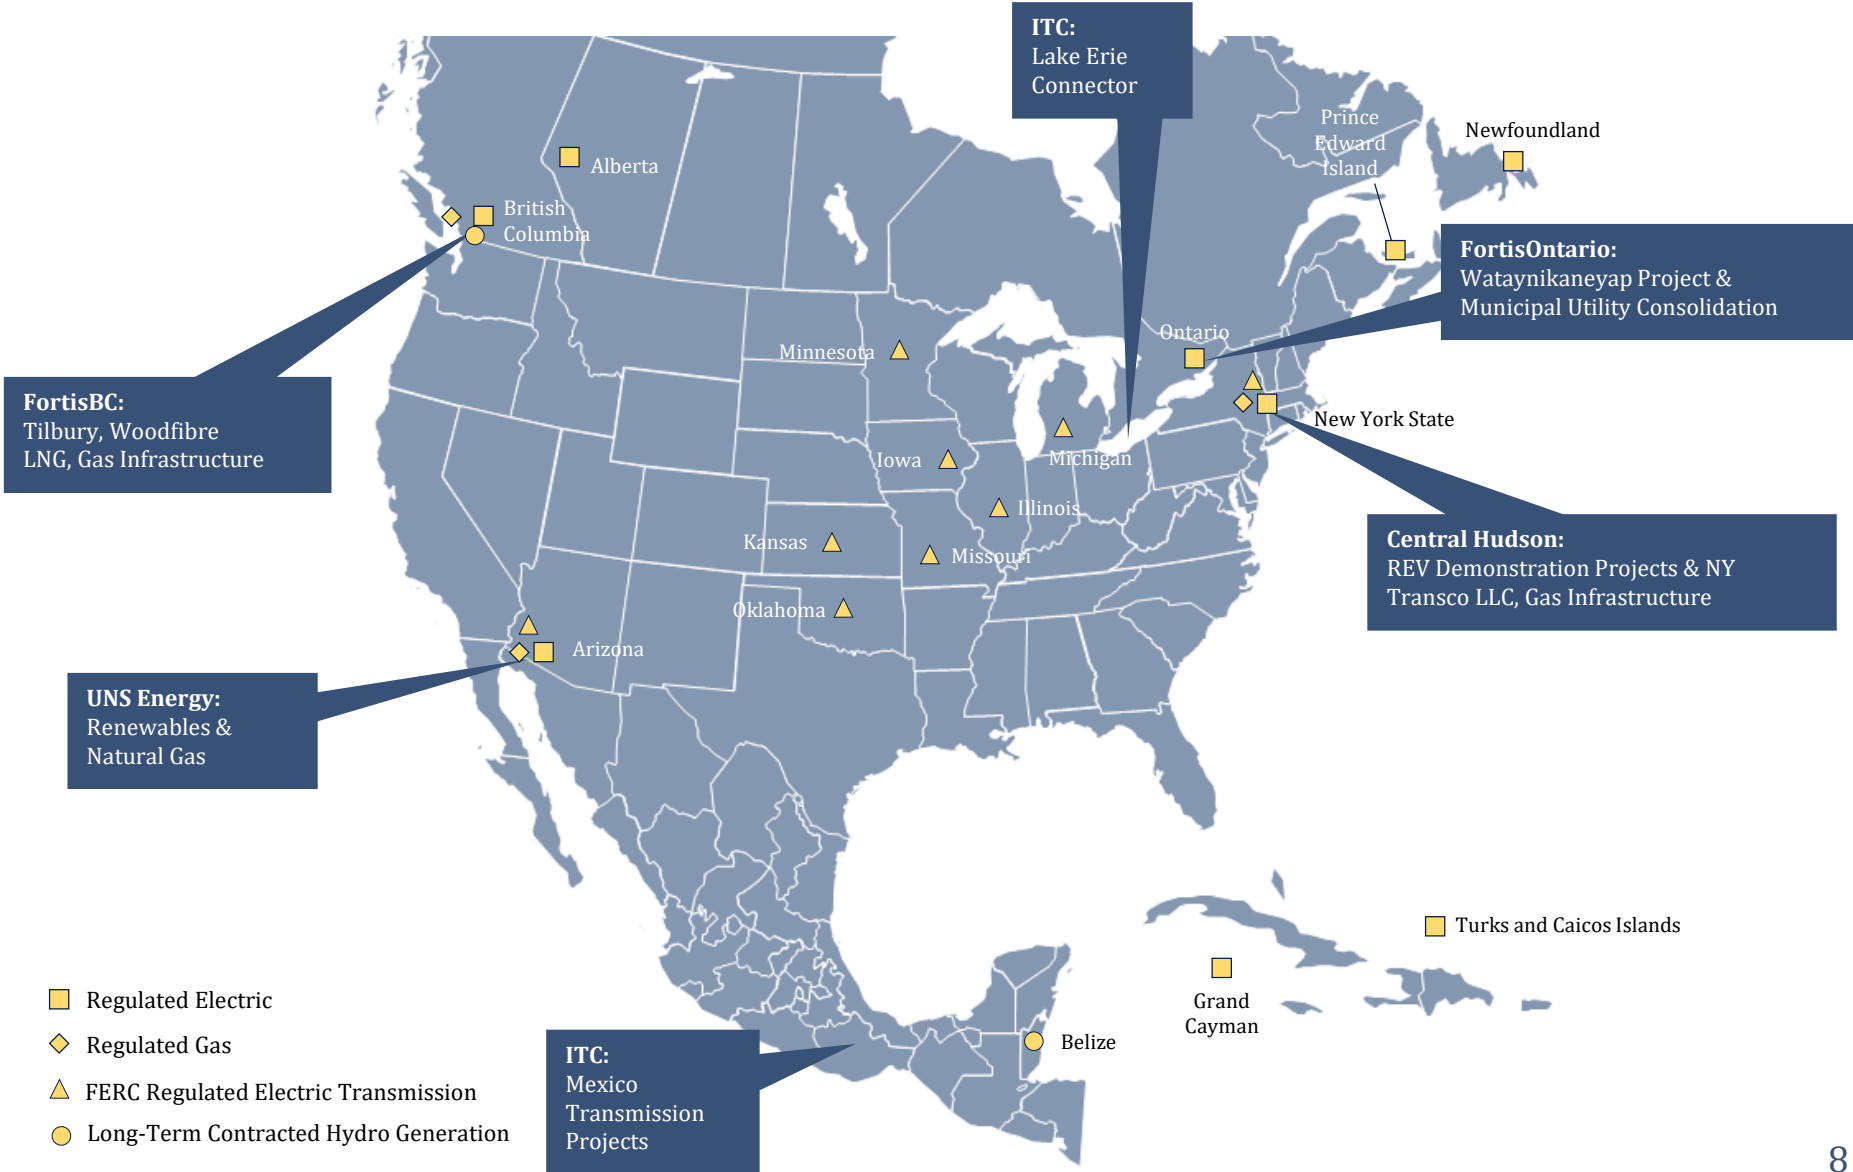 ITC:
Lake Erie
Connector
Prince
Edward
Island
Newfoundland
Alberta
British
Columbia
FortisOntario:
Wataynikaneyap Project &
Municipal Utility Consolidation
Ontario
Minnesota
FortisBC:
Tilbury, Woodfibre
LNG, Gas Infrastructure
New York State
Iowa
Michigan
Illinois
Kansas
Missouri
Central Hudson:
REV Demonstration Projects & NY
Transco LLC, Gas Infrastructure
Oklahoma
Arizona
UNS Energy:
Renewables &
Natural Gas
Turks and Caicos Islands
Grand
Cayman
Belize
Regulated Electric
Regulated Gas
FERC Regulated Electric Transmission
Long-Term Contracted Hydro Generation
ITC:
Mexico
Transmission
Projects
8